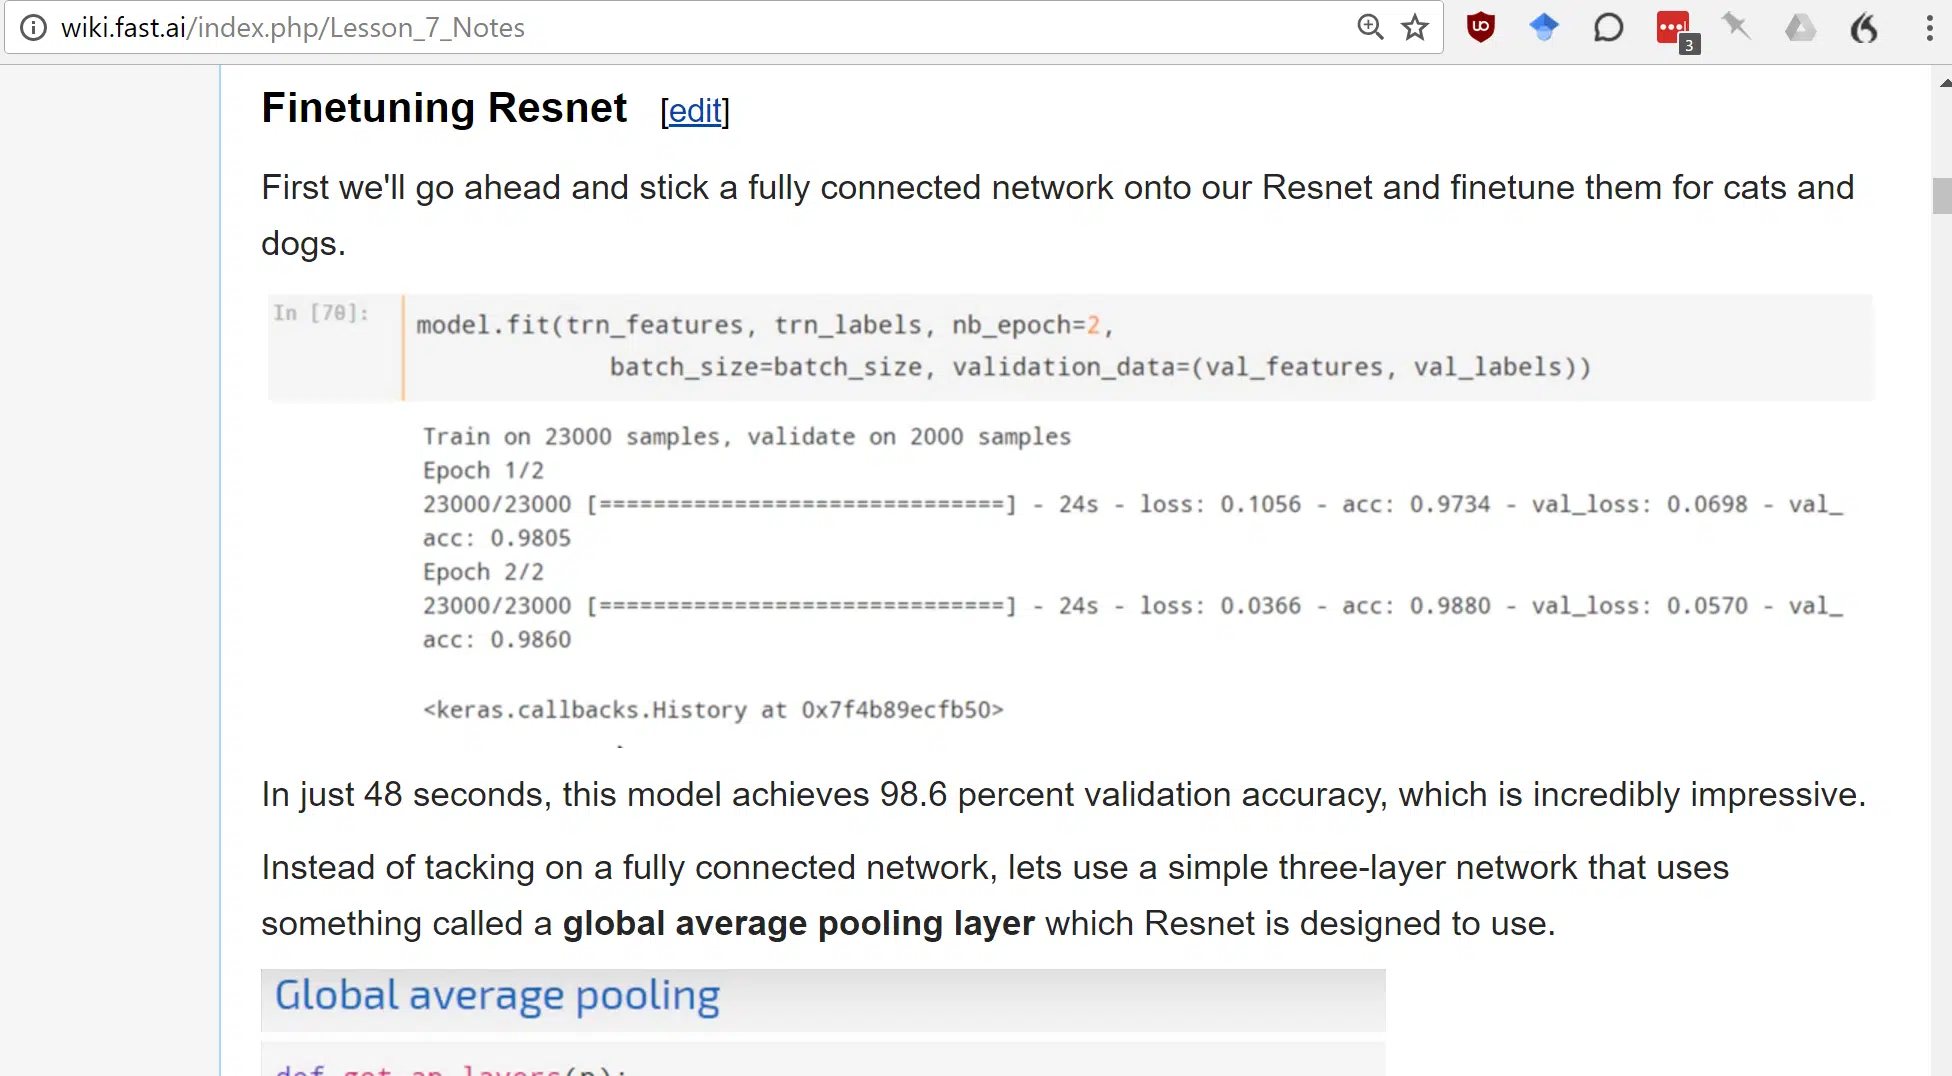 wiki.fast.ai/index.php/Lesson_7_Notes
3
Finetuning Resnet [edit]
First we'll go ahead and stick a fully connected network onto our Resnet and finetune them for cats and
dogs.
In [70]:
model.fit(trn_features, trn_labels, nb_epoch=2,
batch_size=batch_size, validation_data=(val_features, val_labels))
Train on 23000 samples, validate on 2000 samples
Epoch 1/2
23000/23000 [==============================] - 24s - loss: 0.1056 - acc: 0.9734 - val_loss: 0.0698 - val_
acc: 0.9805
Epoch 2/2
23000/23000 [==============================] - 24s - loss: 0.0366 - acc: 0.9880 - val_loss: 0.0570 - val_
acc: 0.9860
<keras.callbacks.History at 0x7f4b89ecfb50>
In just 48 seconds, this model achieves 98.6 percent validation accuracy, which is incredibly impressive.
Instead of tacking on a fully connected network, lets use a simple three-layer network that uses
something called a global average pooling layer which Resnet is designed to use.
Global average pooling
def get_ap_layers(p):